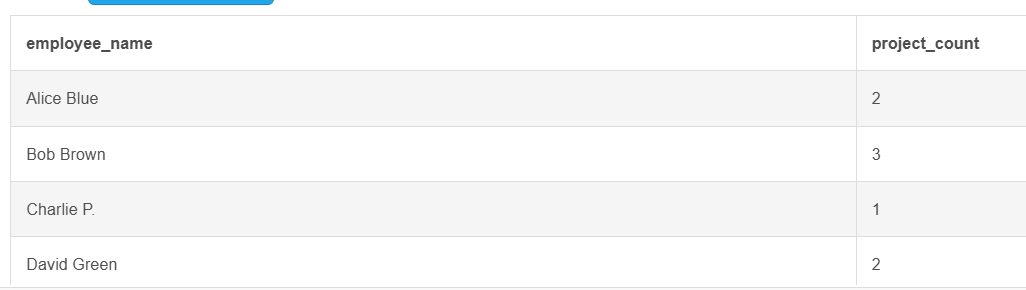 employee_name project_count
Alice Blue 2
Bob Brown 3
Charlie P. 1
David Green 2